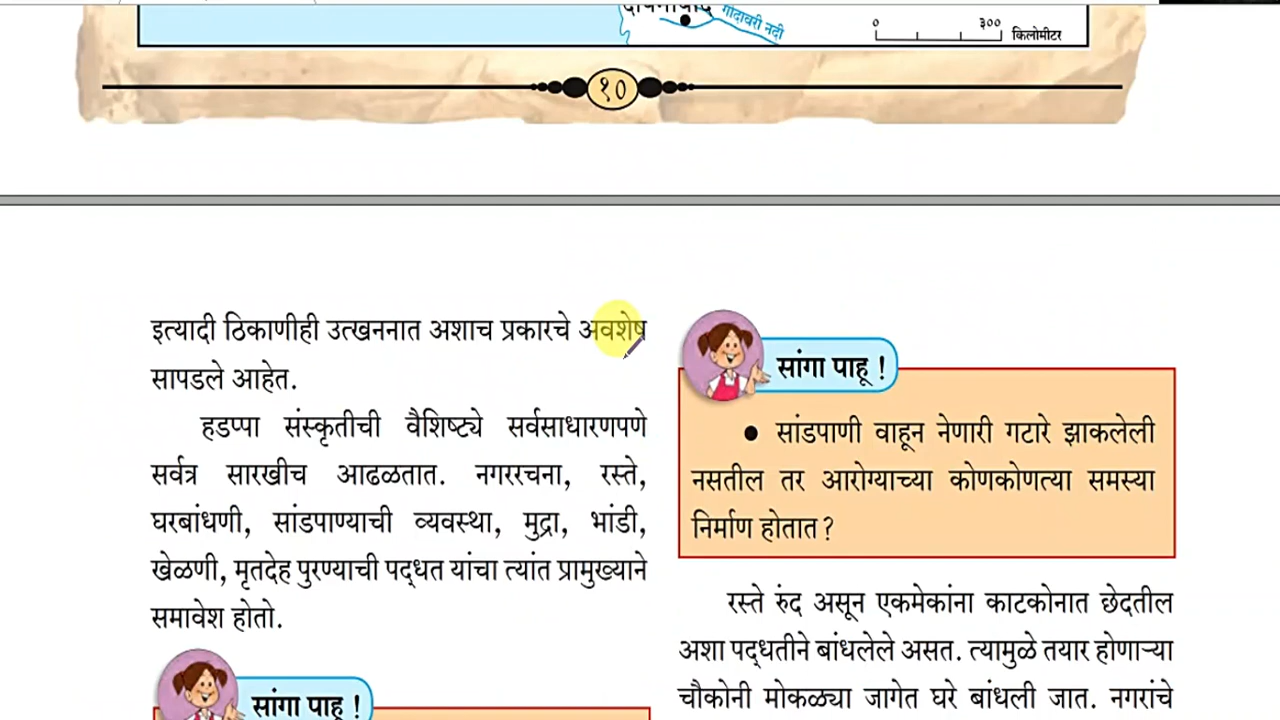 गोदावरी नदी
० ३०० किलोमीटर
१०
इत्यादी ठिकाणीही उत्खननात अशाच प्रकारचे अवशेष
सापडले आहेत.
हडप्पा संस्कृतीची वैशिष्ट्ये सर्वसाधारणपणे
सर्वत्र सारखीच आढळतात. नगररचना, रस्ते,
घरबांधणी, सांडपाण्याची व्यवस्था, मुद्रा, भांडी,
खेळणी, मृतदेह पुरण्याची पद्धत यांचा त्यांत प्रामुख्याने
समावेश होतो.
सांगा पाहू !
सांगा पाहू !
● सांडपाणी वाहून नेणारी गटारे झाकलेली
नसतील तर आरोग्याच्या कोणकोणत्या समस्या
निर्माण होतात ?
रस्ते रुंद असून एकमेकांना काटकोनात छेदतील
अशा पद्धतीने बांधलेले असत. त्यामुळे तयार होणाऱ्या
चौकोनी मोकळ्या जागेत घरे बांधली जात. नगरांचे